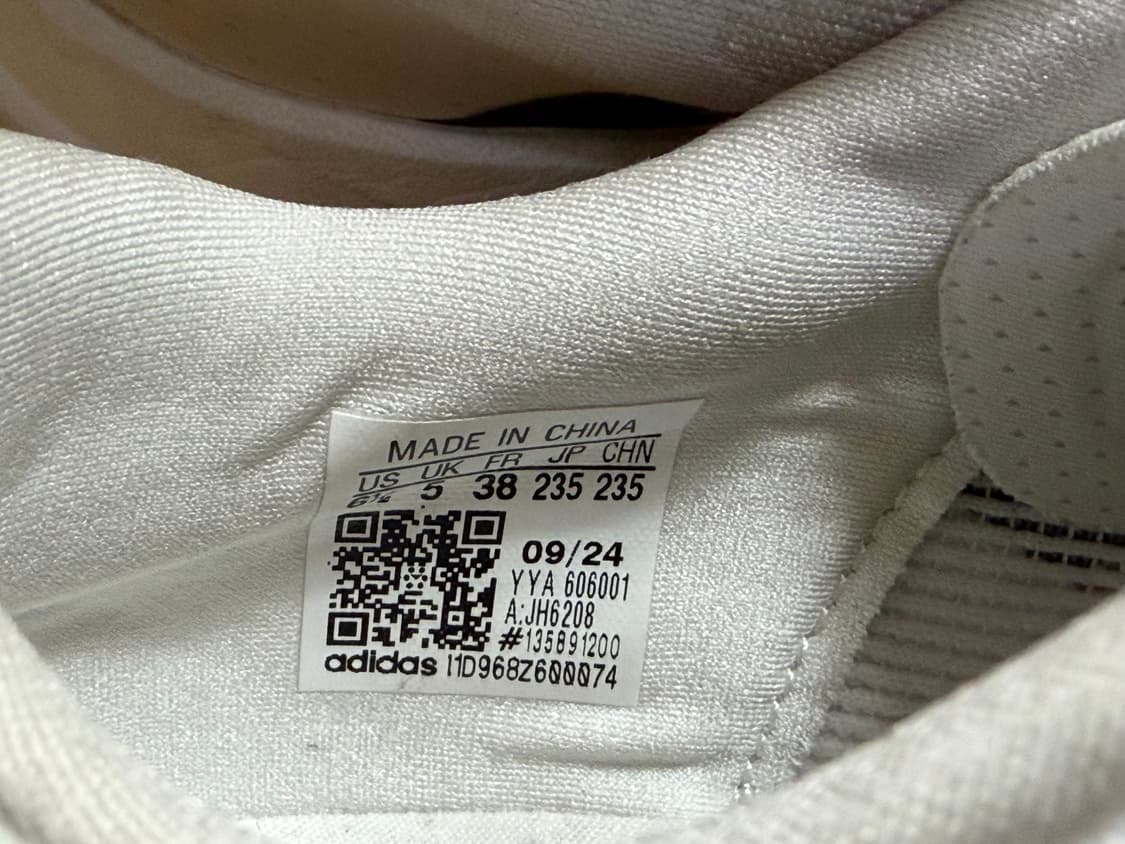 MADE IN CHINA
US UK FR JP CHN
6½ 5 38 235 235
09/24
YYA 606001
A:JH6208
#135891200
adidas I1D968Z600074